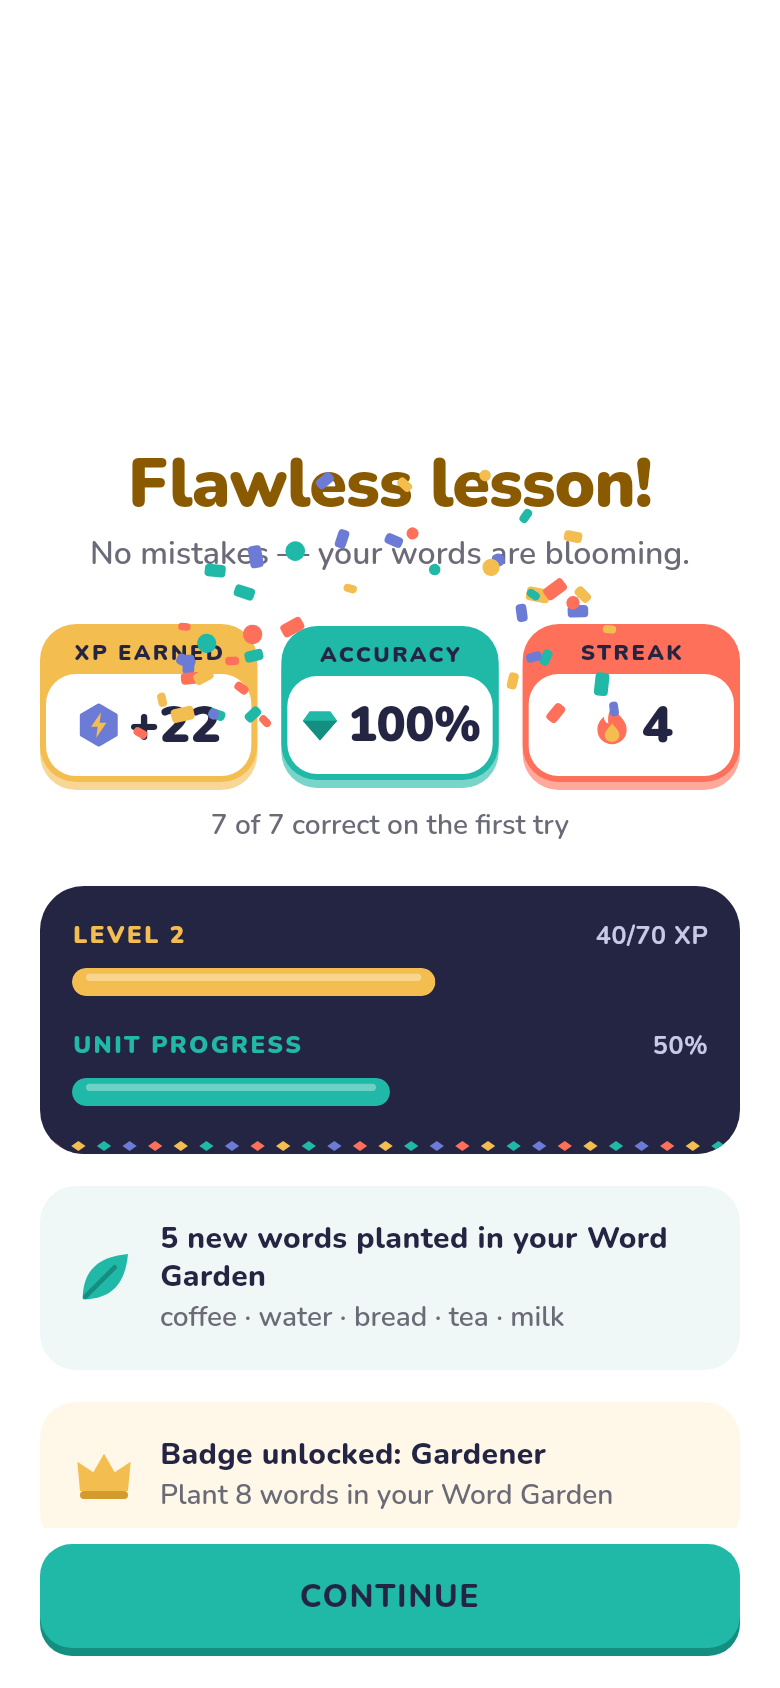 Flawless lesson!
No mistakes — your words are blooming.
XP EARNED
ACCURACY
STREAK
+22
100%
4
7 of 7 correct on the first try
LEVEL 2
40/70 XP
UNIT PROGRESS
50%
5 new words planted in your Word
Garden
coffee · water · bread · tea · milk
Badge unlocked: Gardener
Plant 8 words in your Word Garden
CONTINUE